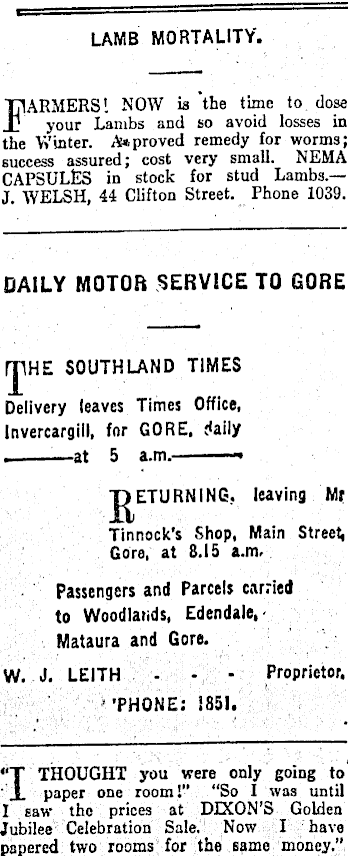 LAMB MORTALITY.
FARMERS! NOW is the time to dose
your Lambs and so avoid losses in
the Winter. Approved remedy for worms;
success assured; cost very small. NEMA
CAPSULES in stock for stud Lambs.—
J. WELSH, 44 Clifton Street. Phone 1039.
DAILY MOTOR SERVICE TO GORE
THE SOUTHLAND TIMES
Delivery leaves Times Office,
Invercargill, for GORE, daily
——at 5 a.m.——
RETURNING, leaving Mr
Tinnock's Shop, Main Street,
Gore, at 8.15 a.m.
Passengers and Parcels carried
to Woodlands, Edendale,
Mataura and Gore.
W. J. LEITH - - - Proprietor.
'PHONE: 1851.
"I THOUGHT you were only going to
paper one room!" "So I was until
I saw the prices at DIXON'S Golden
Jubilee Celebration Sale. Now I have
papered two rooms for the same money."